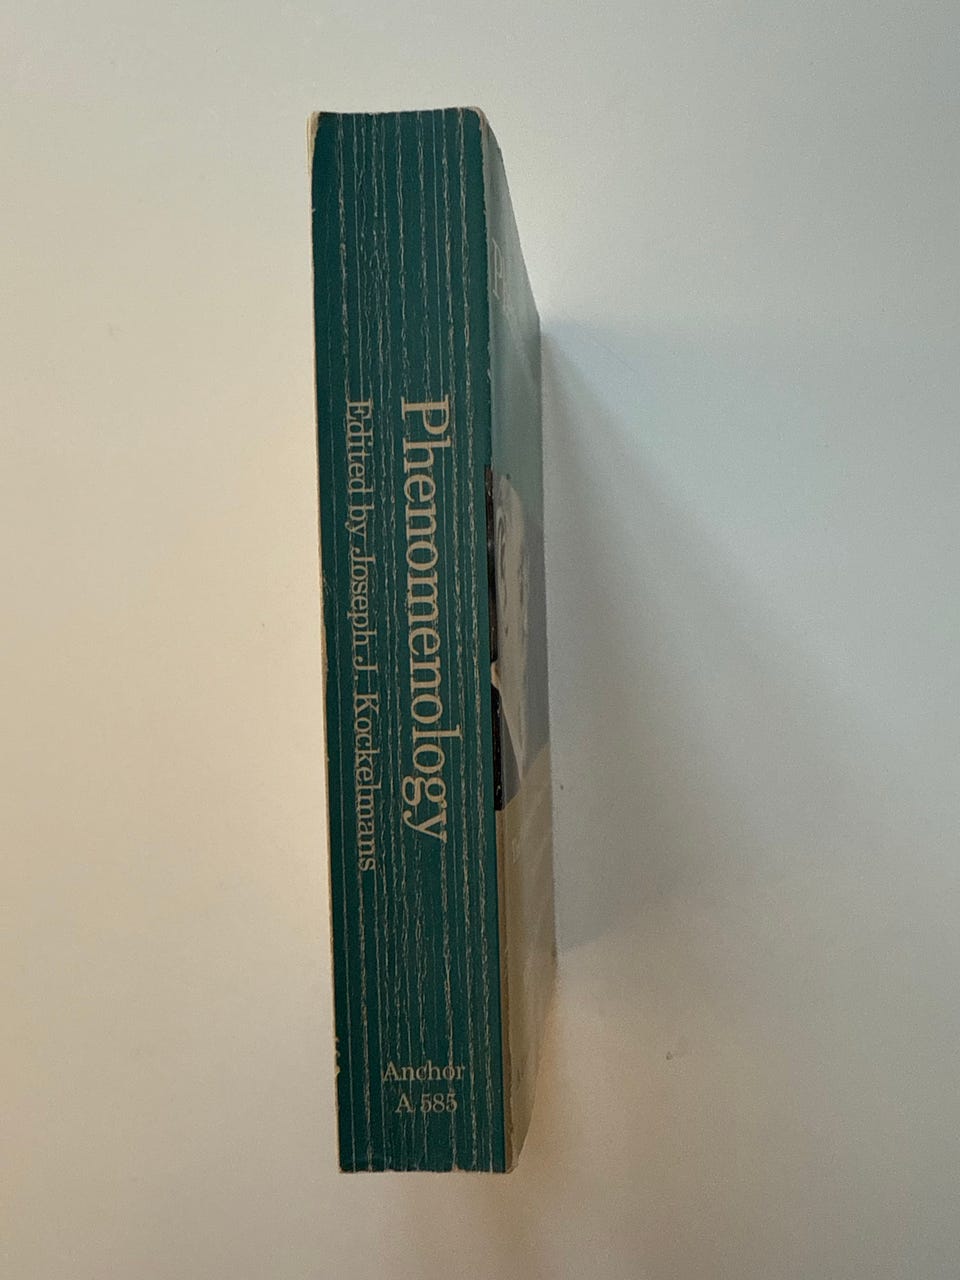 Phenomenology
Edited by Joseph J. Kockelmans
Anchor
A 585